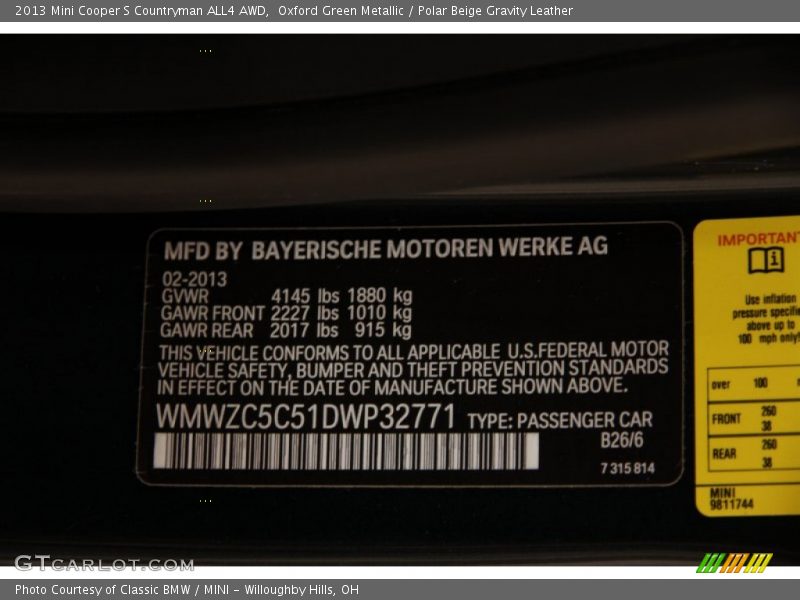 2013 Mini Cooper S Countryman ALL4 AWD,  Oxford Green Metallic / Polar Beige Gravity Leather
MFD BY BAYERISCHE MOTOREN WERKE AG
02-2013
GVWR 4145 lbs 1880 kg
GAWR FRONT 2227 lbs 1010 kg
GAWR REAR 2017 lbs 915 kg
THIS VEHICLE CONFORMS TO ALL APPLICABLE U.S.FEDERAL MOTOR
VEHICLE SAFETY, BUMPER AND THEFT PREVENTION STANDARDS
IN EFFECT ON THE DATE OF MANUFACTURE SHOWN ABOVE.
WMWZC5C51DWP32771 TYPE: PASSENGER CAR
B26/6
7 315 814
IMPORTANT
Use inflation
pressure specifie
above up to
100 mph only!
over 100
FRONT 260
38
REAR 260
38
MINI
9811744
GTCARLOT.COM
Photo Courtesy of Classic BMW / MINI - Willoughby Hills, OH